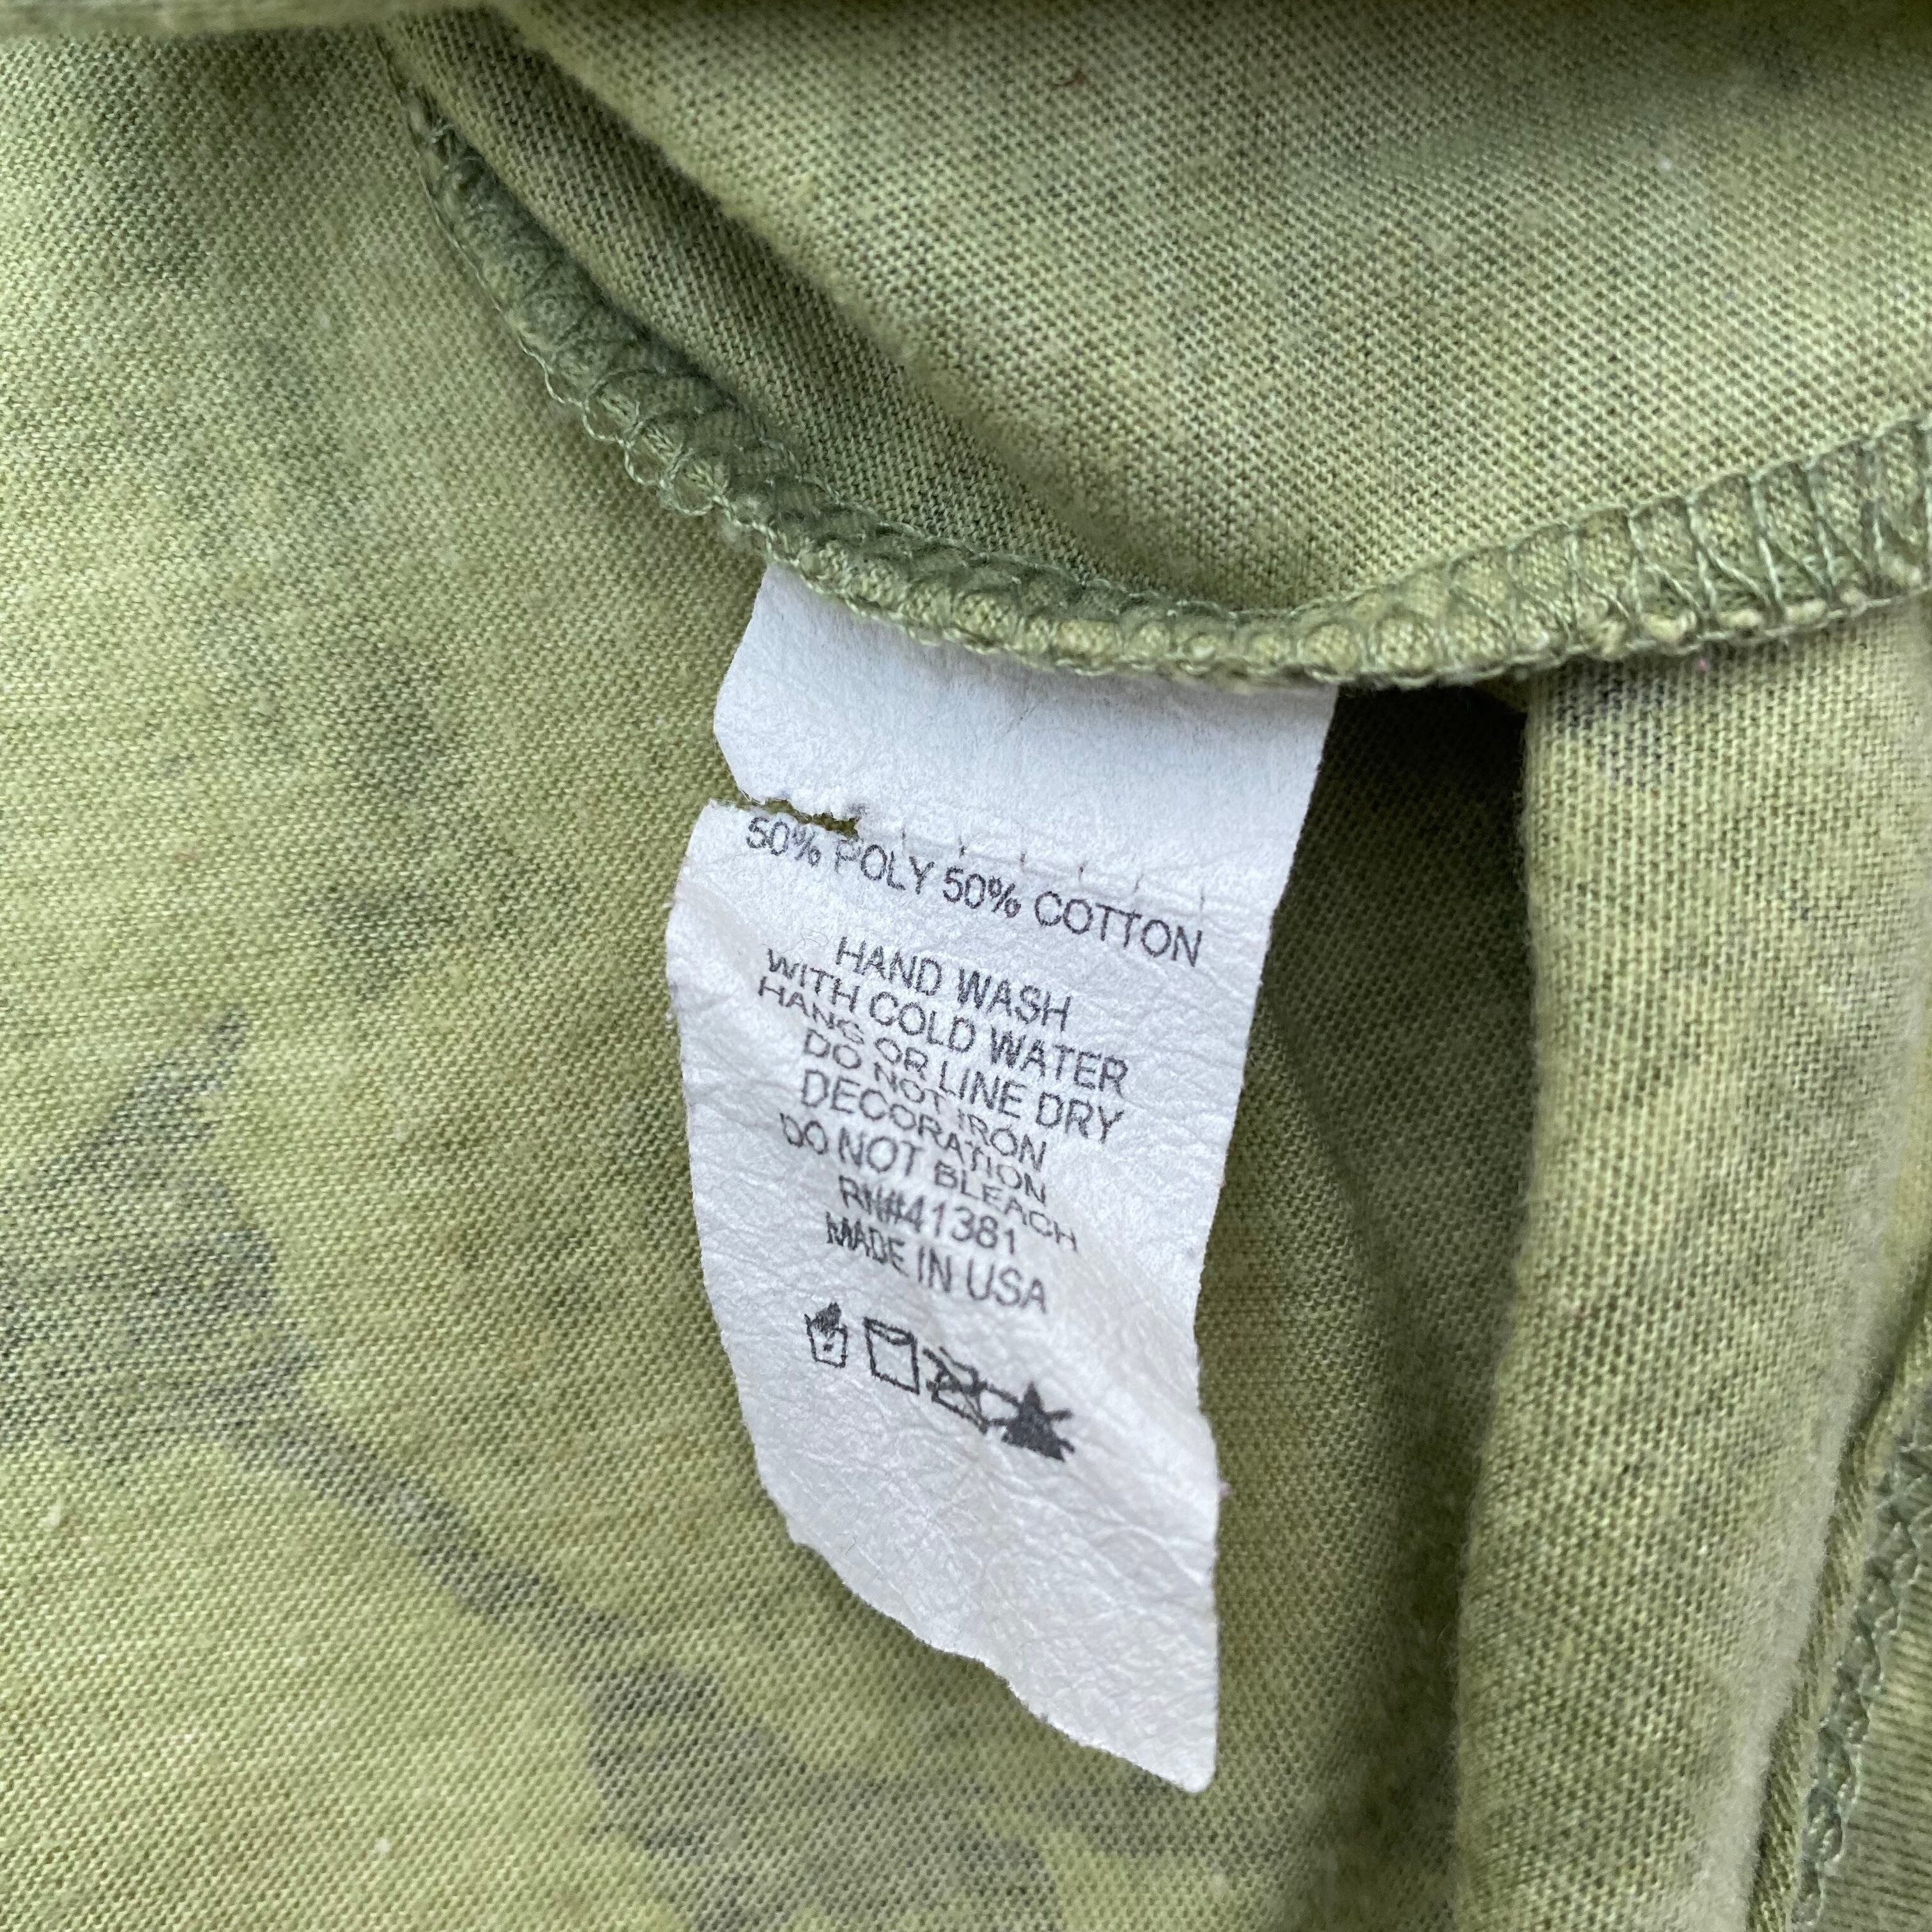 50% POLY 50% COTTON
HAND WASH
WITH COLD WATER
HANG OR LINE DRY
DO NOT IRON
DECORATION
DO NOT BLEACH
RN#41381
MADE IN USA